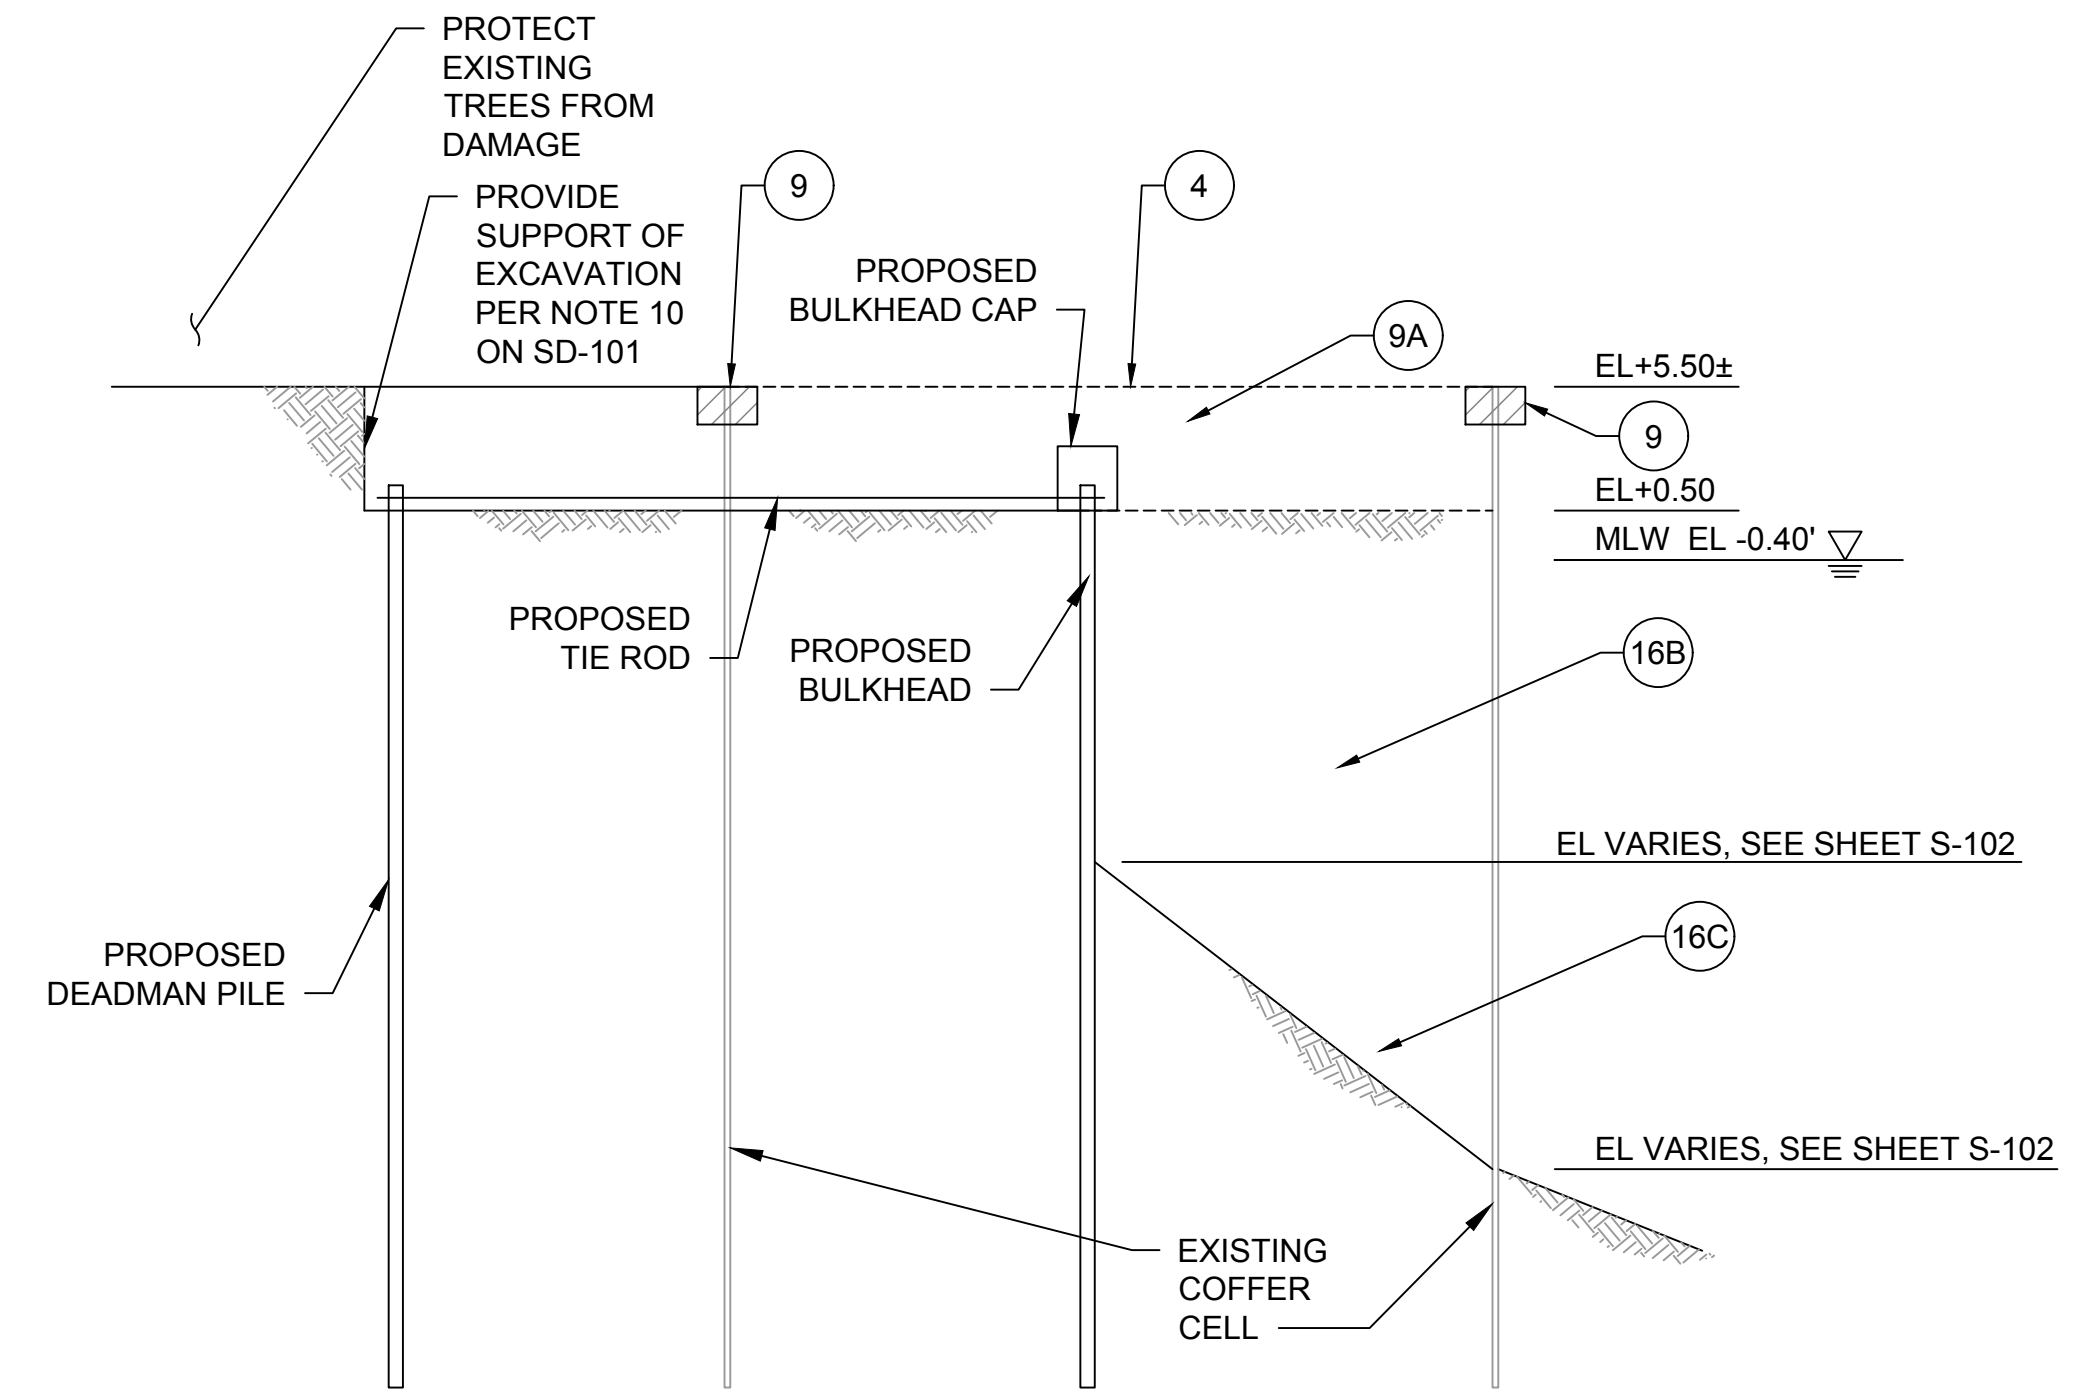 PROTECT
EXISTING
TREES FROM
DAMAGE
PROVIDE
SUPPORT OF
EXCAVATION
PER NOTE 10
ON SD-101
9
4
PROPOSED
BULKHEAD CAP
9A
EL+5.50±
9
EL+0.50
MLW EL -0.40'
PROPOSED
TIE ROD
PROPOSED
BULKHEAD
16B
EL VARIES, SEE SHEET S-102
16C
PROPOSED
DEADMAN PILE
EL VARIES, SEE SHEET S-102
EXISTING
COFFER
CELL